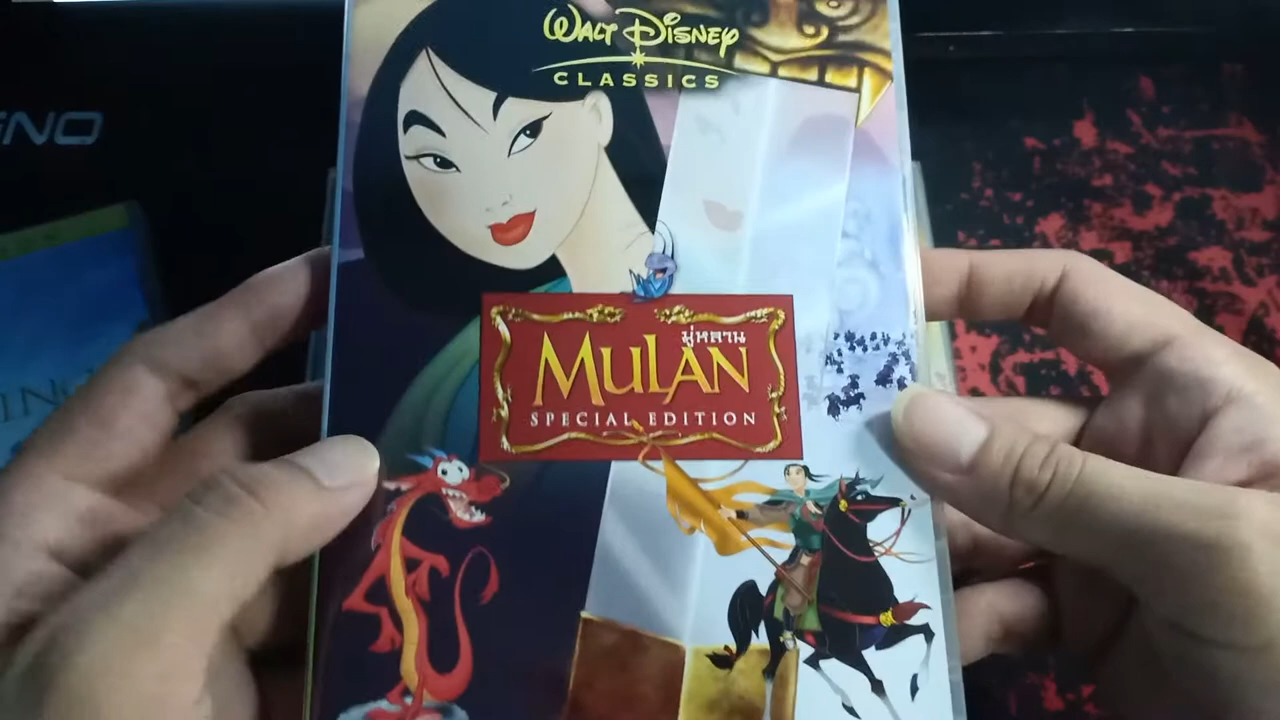 WALT DISNEY
CLASSICS
มู่หลาน
MULAN
SPECIAL EDITION